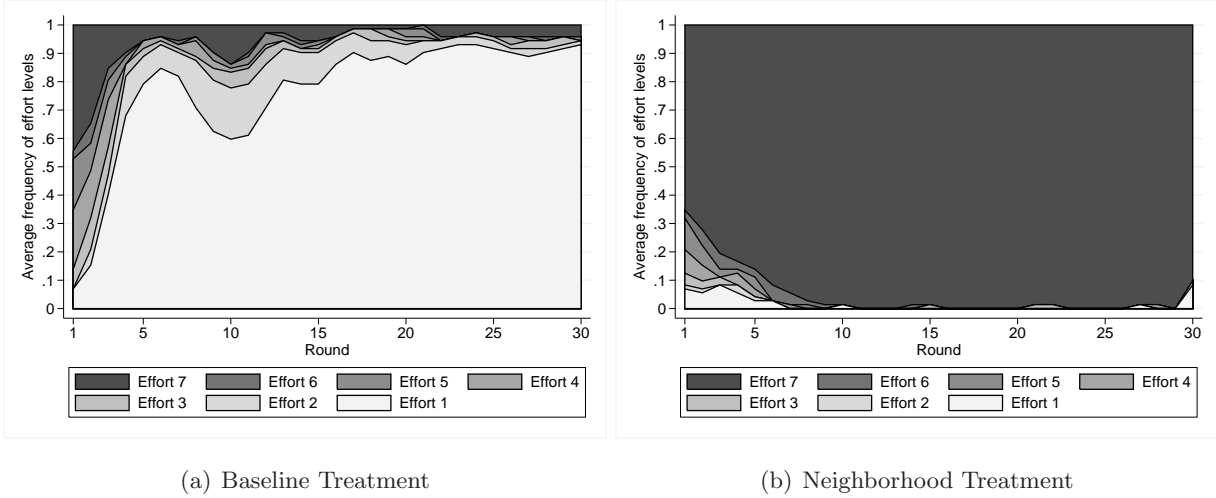 Average frequency of effort levels
1
.9
.8
.7
.6
.5
.4
.3
.2
.1
0
1 5 10 15 20 25 30
Round
Effort 7 Effort 6 Effort 5 Effort 4
Effort 3 Effort 2 Effort 1
(a) Baseline Treatment
Average frequency of effort levels
1
.9
.8
.7
.6
.5
.4
.3
.2
.1
0
1 5 10 15 20 25 30
Round
Effort 7 Effort 6 Effort 5 Effort 4
Effort 3 Effort 2 Effort 1
(b) Neighborhood Treatment